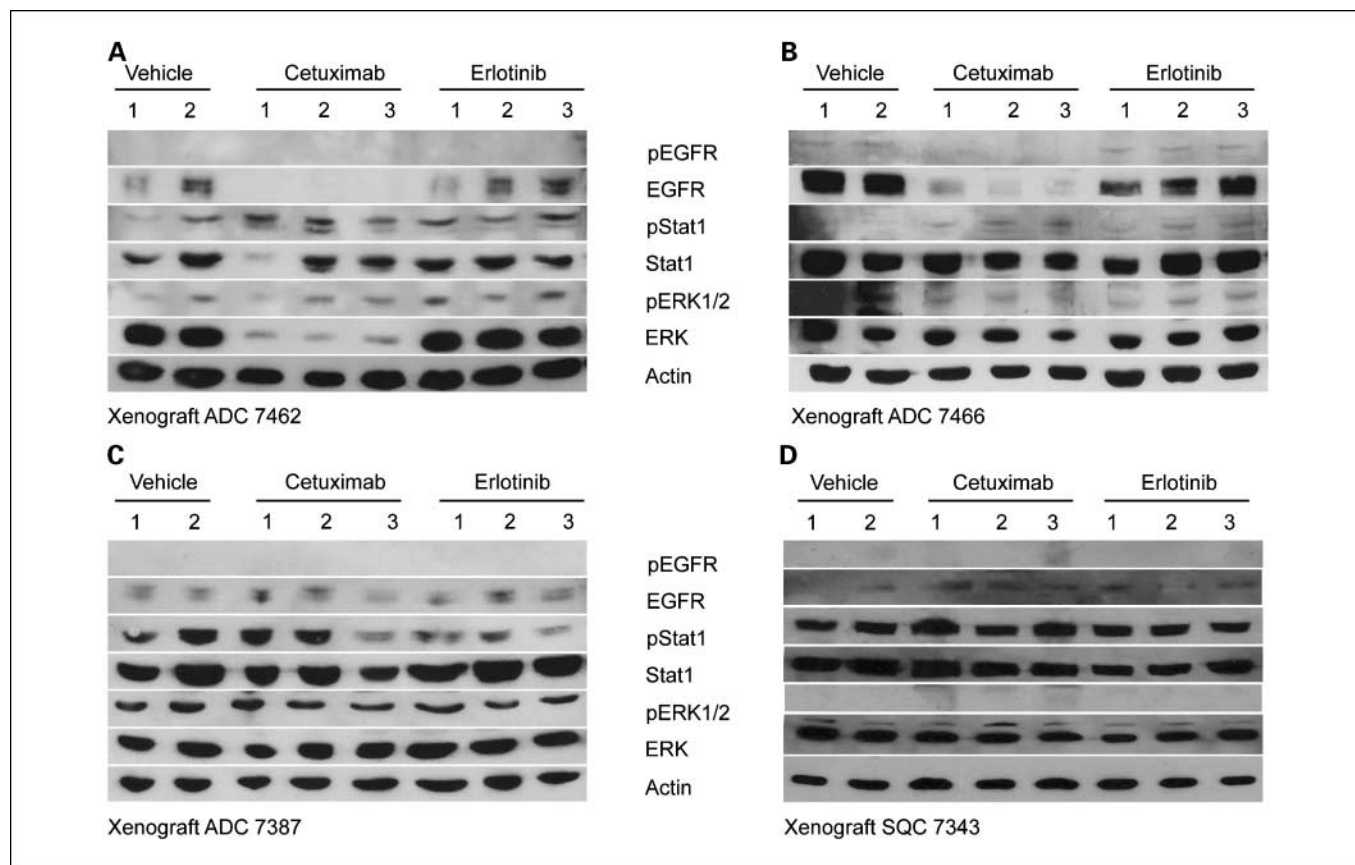 A
B
Vehicle Cetuximab Erlotinib
Vehicle Cetuximab Erlotinib
1 2 1 2 3 1 2 3
1 2 1 2 3 1 2 3
pEGFR
EGFR
pStat1
Stat1
pERK1/2
ERK
Actin
Xenograft ADC 7462
Xenograft ADC 7466
C
D
Vehicle Cetuximab Erlotinib
Vehicle Cetuximab Erlotinib
1 2 1 2 3 1 2 3
1 2 1 2 3 1 2 3
pEGFR
EGFR
pStat1
Stat1
pERK1/2
ERK
Actin
Xenograft ADC 7387
Xenograft SQC 7343